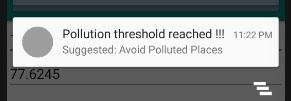 Pollution threshold reached !!! 11:22 PM
Suggested: Avoid Polluted Places
77.6245